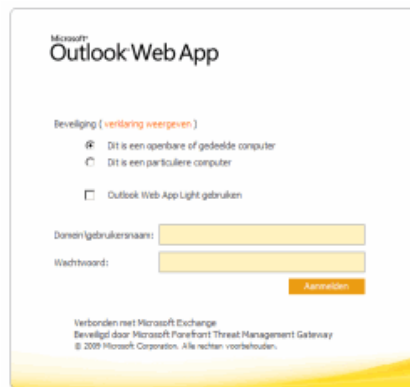 Microsoft®
Outlook Web App
Beveiliging ( verklaring weergeven )
Dit is een openbare of gedeelde computer
Dit is een particuliere computer
Outlook Web App Light gebruiken
Domein\gebruikersnaam:
Wachtwoord:
Aanmelden
Verbonden met Microsoft Exchange
Beveiligd door Microsoft Forefront Threat Management Gateway
© 2009 Microsoft Corporation. Alle rechten voorbehouden.